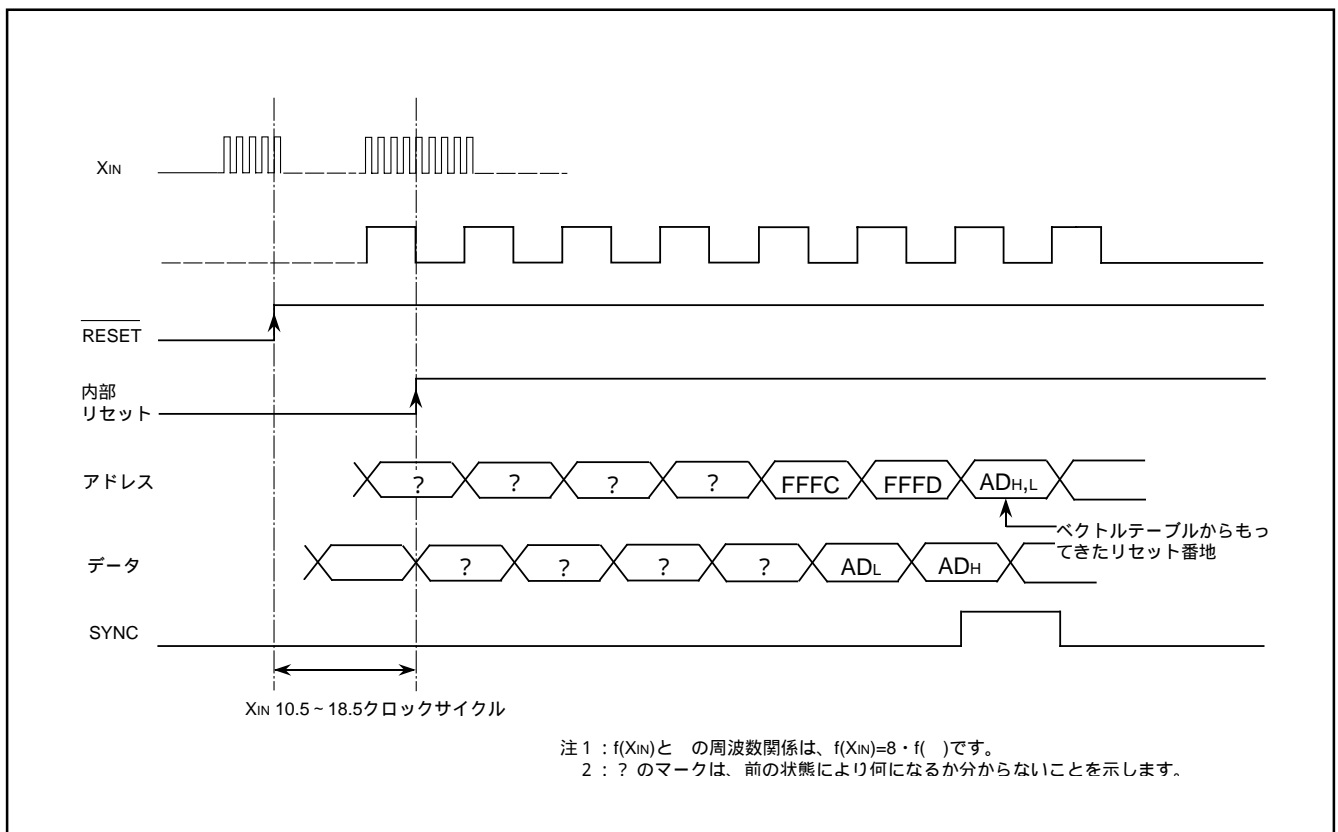 XIN
RESET
内部
リセット
アドレス
? ? ? ? FFFC FFFD ADH,L
ベクトルテーブルからもっ
てきたリセット番地
データ
? ? ? ? ADL ADH
SYNC
XIN 10.5~18.5クロックサイクル
注1:f(XIN)と の周波数関係は、f(XIN)=8・f( )です。
2:? のマークは、前の状態により何になるか分からないことを示します。